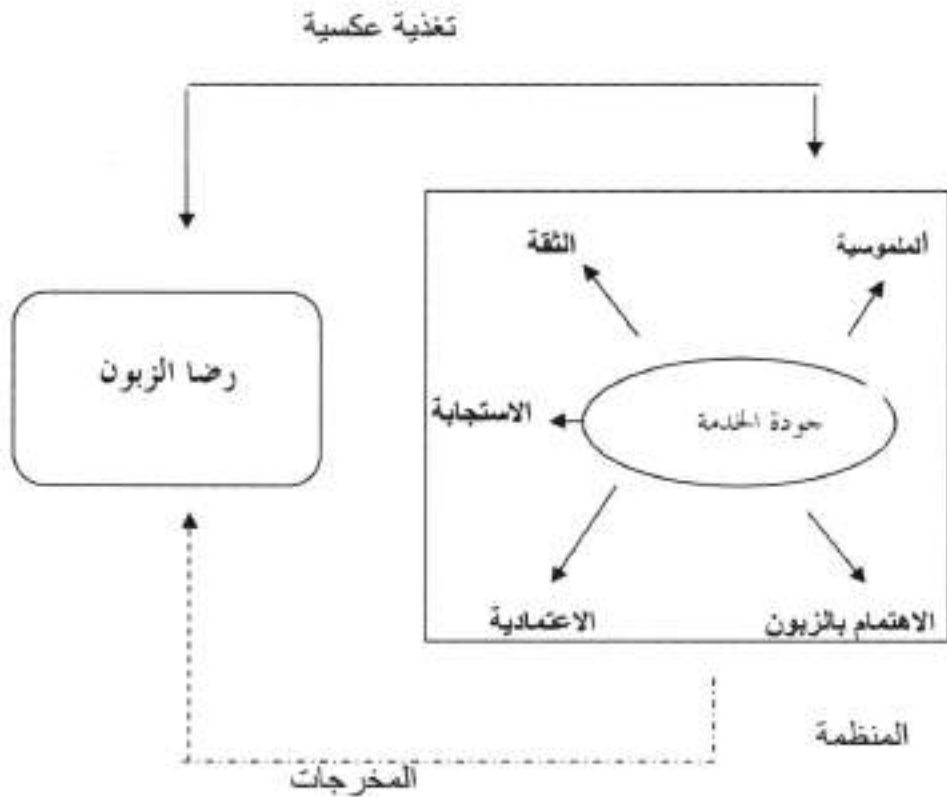 تغذية عكسية
الملموسية
الثقة
رضا الزبون
جودة الخدمة
الاستجابة
الاهتمام بالزبون
الاعتمادية
المنظمة
المخرجات